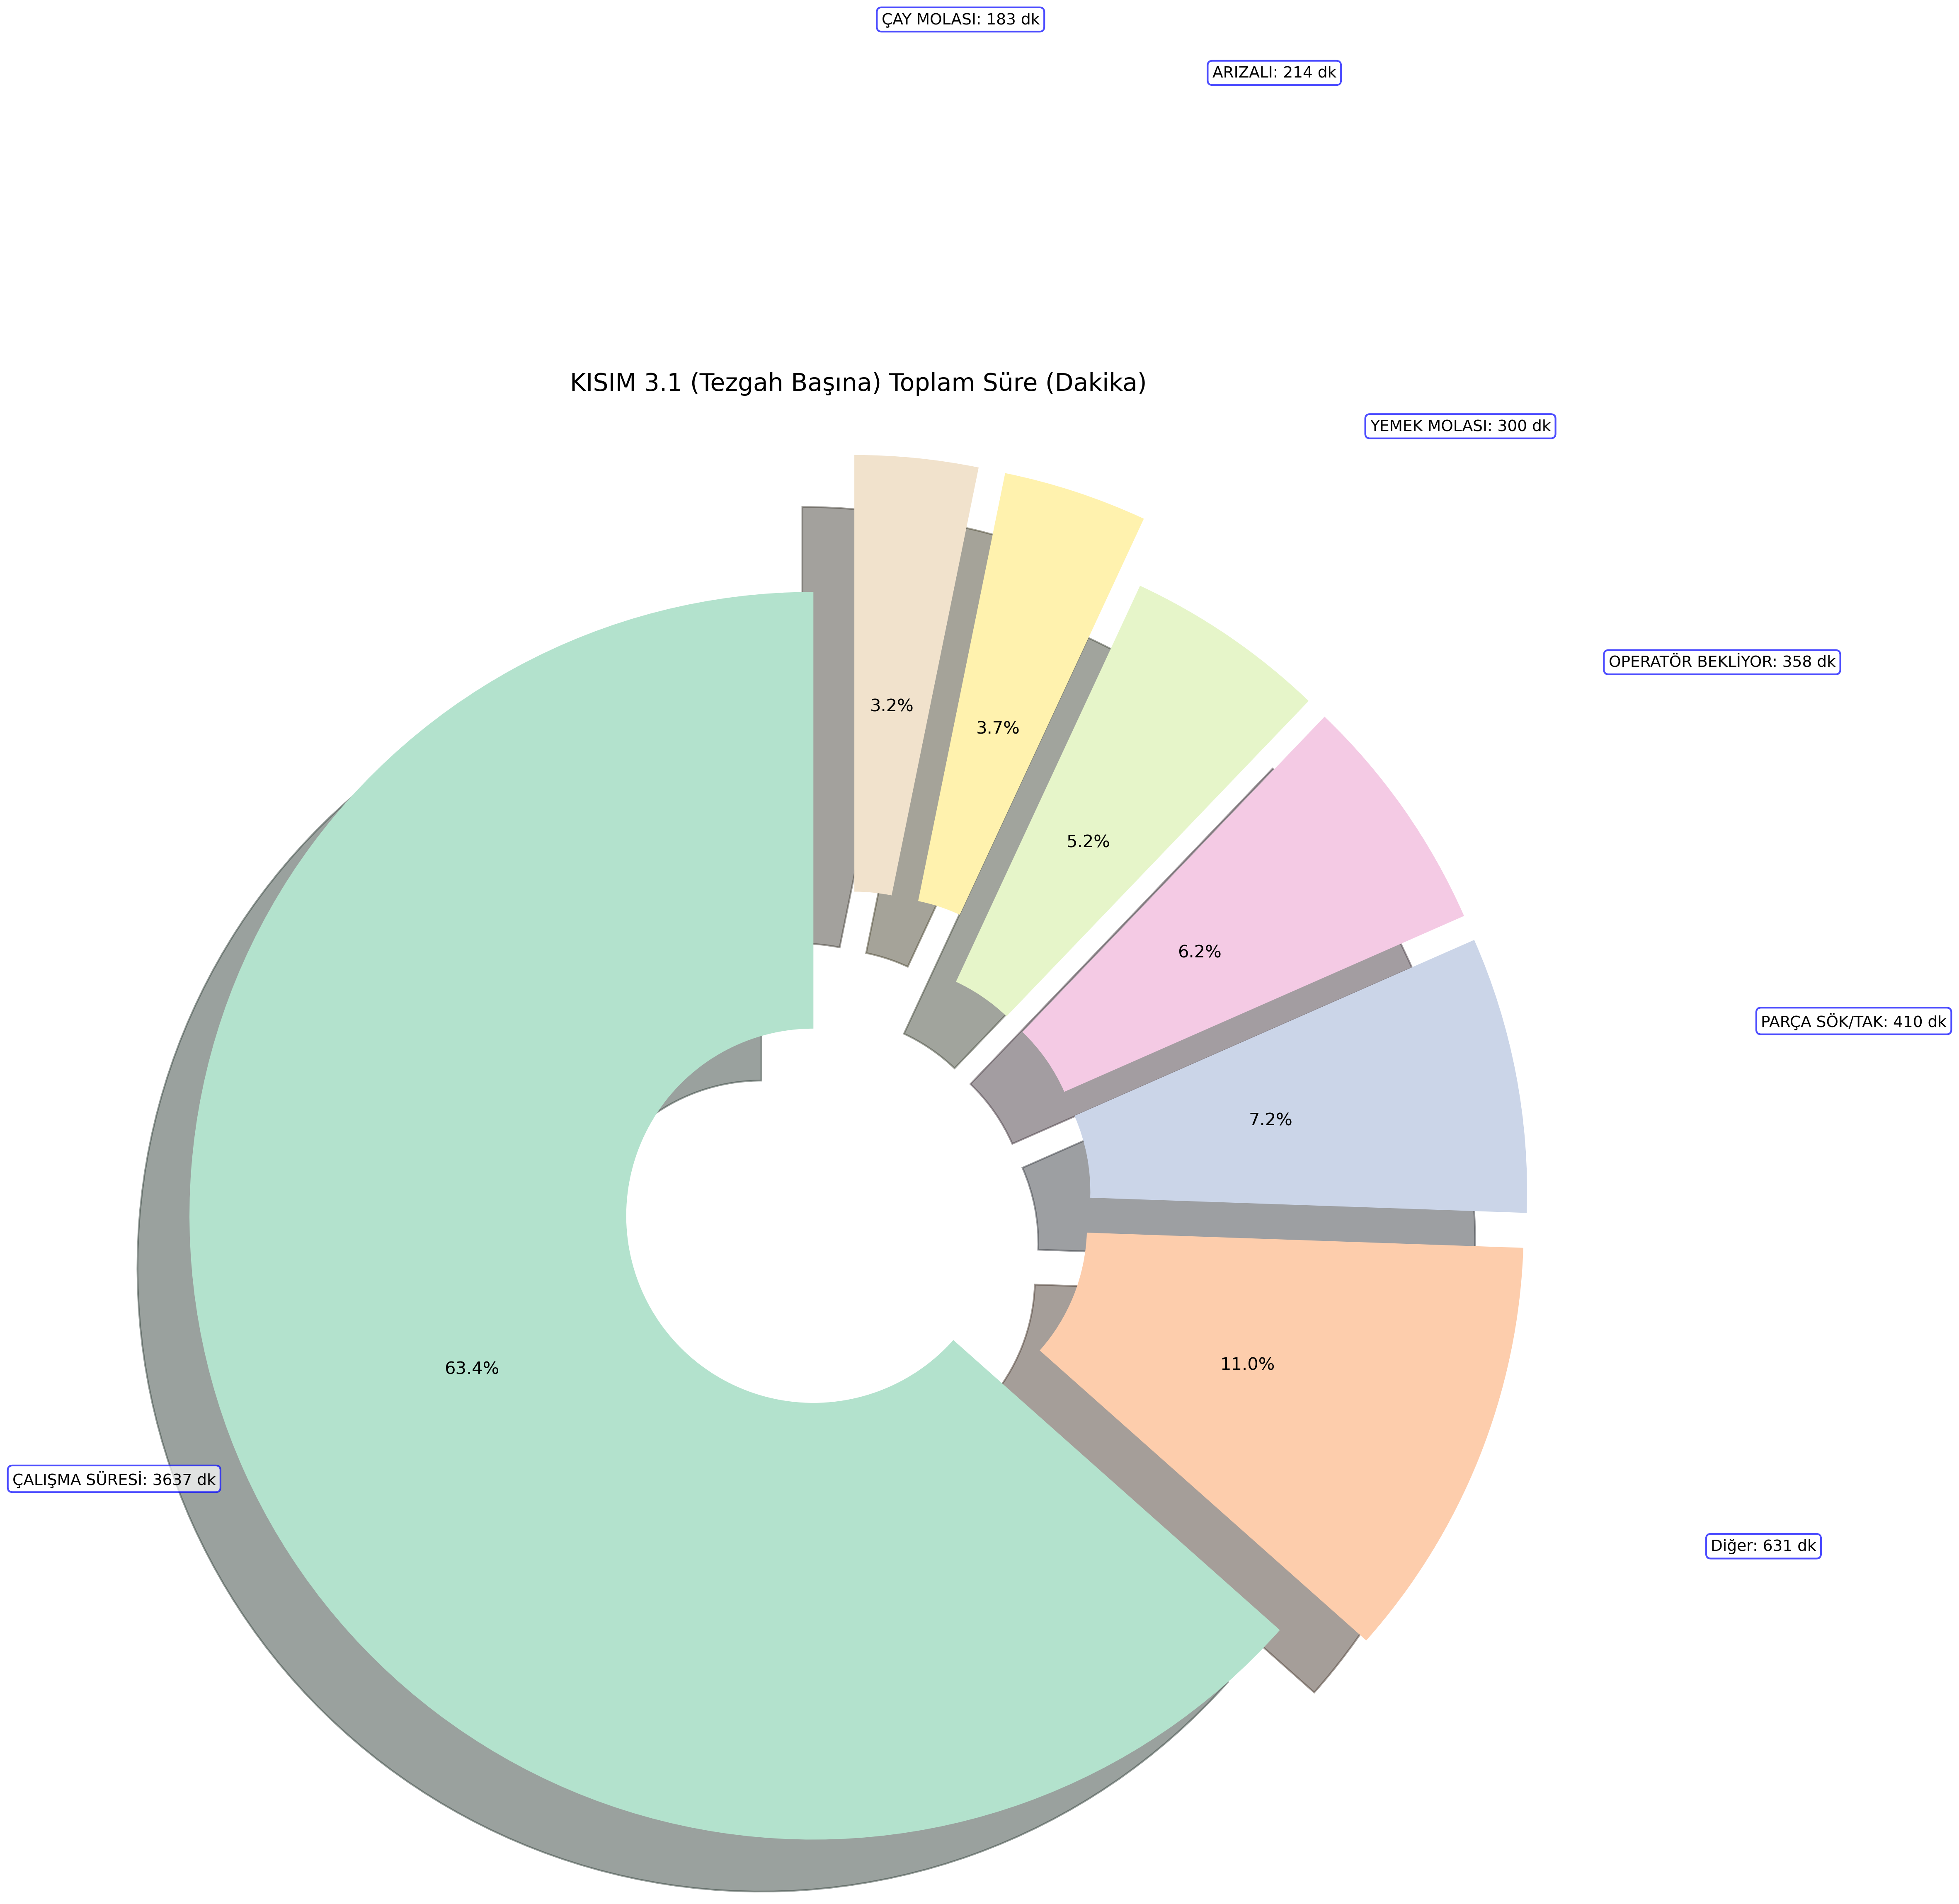 ÇAY MOLASI: 183 dk
ARIZALI: 214 dk
KISIM 3.1 (Tezgah Başına) Toplam Süre (Dakika)
YEMEK MOLASI: 300 dk
OPERATÖR BEKLİYOR: 358 dk
3.2%
3.7%
5.2%
6.2%
PARÇA SÖK/TAK: 410 dk
7.2%
11.0%
63.4%
ÇALIŞMA SÜRESİ: 3637 dk
Diğer: 631 dk